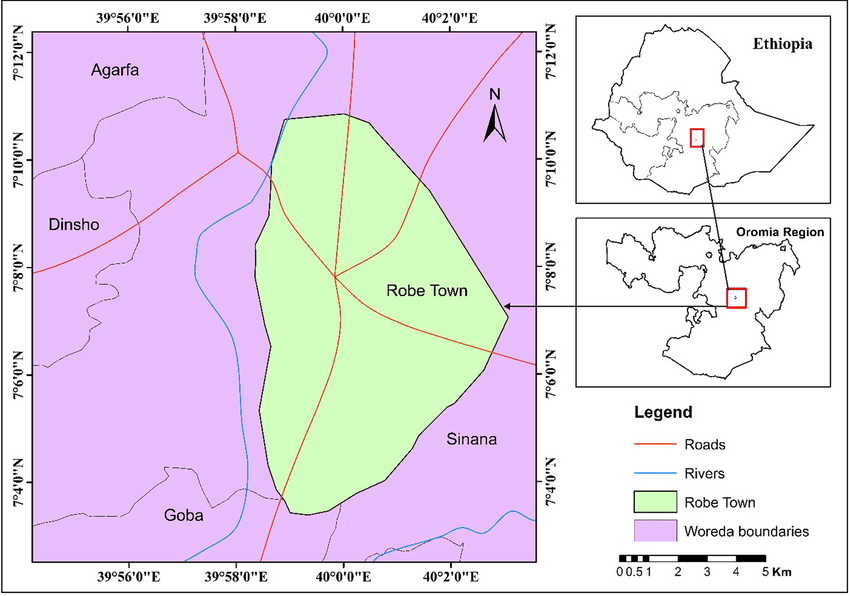 39°56'0"E 39°58'0"E 40°0'0"E 40°2'0"E
7°12'0"N 7°12'0"N
7°10'0"N 7°10'0"N
7°8'0"N 7°8'0"N
7°6'0"N 7°6'0"N
7°4'0"N 7°4'0"N
Agarfa
N
Dinsho
Robe Town
Sinana
Goba
39°56'0"E 39°58'0"E 40°0'0"E 40°2'0"E
Ethiopia
Oromia Region
Legend
Roads
Rivers
Robe Town
Woreda boundaries
0 0.5 1 2 3 4 5 Km